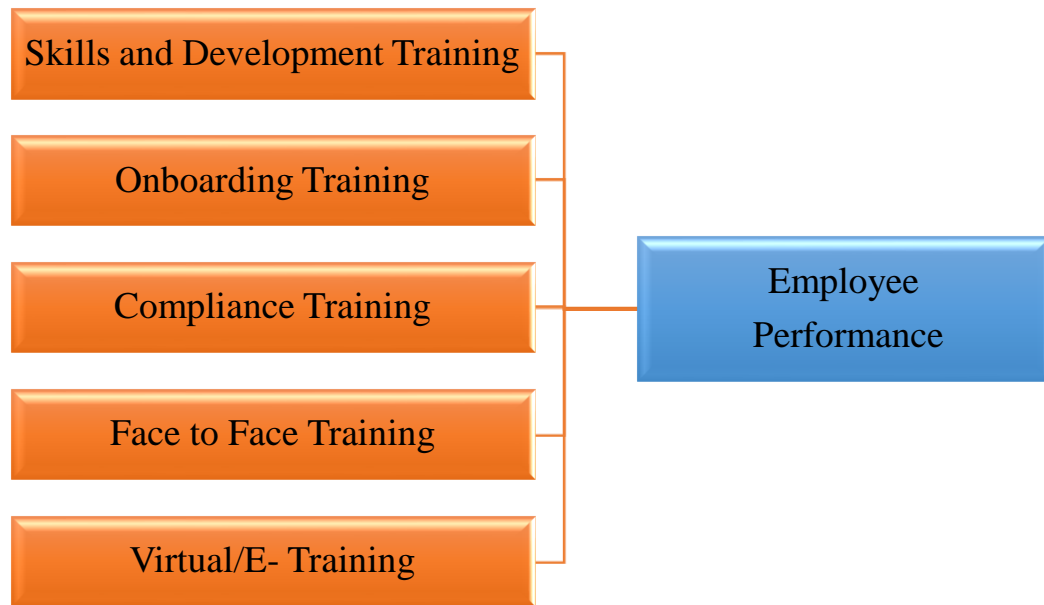 Skills and Development Training
Onboarding Training
Compliance Training
Face to Face Training
Virtual/E- Training
Employee
Performance